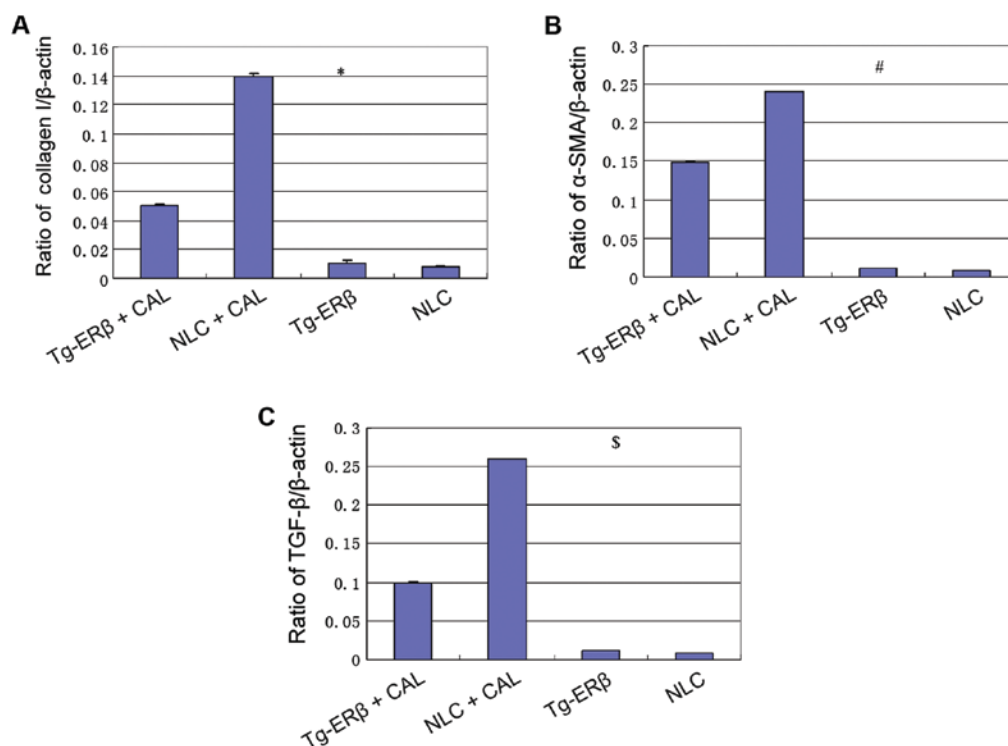 A
Ratio of collagen I/β-actin
0.16
0.14
0.12
0.1
0.08
0.06
0.04
0.02
0
*
Tg-ERβ + CAL
NLC + CAL
Tg-ERβ
NLC
B
Ratio of α-SMA/β-actin
0.3
0.25
0.2
0.15
0.1
0.05
0
#
Tg-ERβ + CAL
NLC + CAL
Tg-ERβ
NLC
C
Ratio of TGF-β/β-actin
0.3
0.25
0.2
0.15
0.1
0.05
0
$
Tg-ERβ + CAL
NLC + CAL
Tg-ERβ
NLC